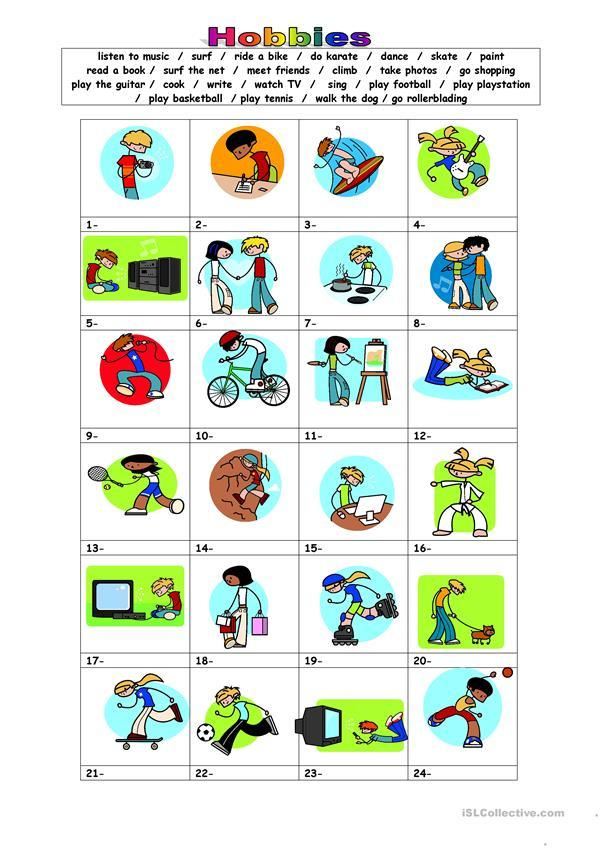 Hobbies
listen to music / surf / ride a bike / do karate / dance / skate / paint
read a book / surf the net / meet friends / climb / take photos / go shopping
play the guitar / cook / write / watch TV / sing / play football / play playstation
/ play basketball / play tennis / walk the dog / go rollerblading
1- 2- 3- 4-
5- 6- 7- 8-
9- 10- 11- 12-
13- 14- 15- 16-
17- 18- 19- 20-
21- 22- 23- 24-
iSLCollective.com